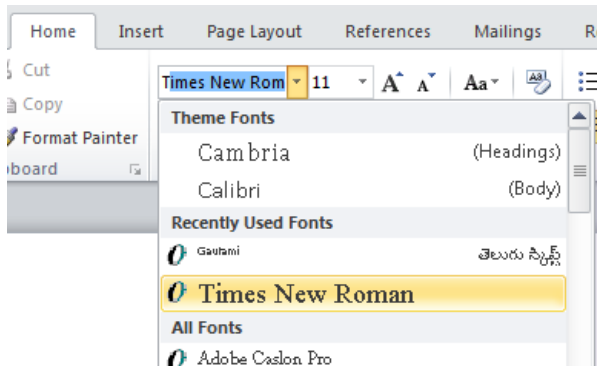 Home Insert Page Layout References Mailings R
Cut
Times New Rom 11 A A Aa
Copy
Format Painter
board
Theme Fonts
Cambria (Headings)
Calibri (Body)
Recently Used Fonts
Gautami తెలుగు స్క్రిప్ట్
Times New Roman
All Fonts
Adobe Caslon Pro